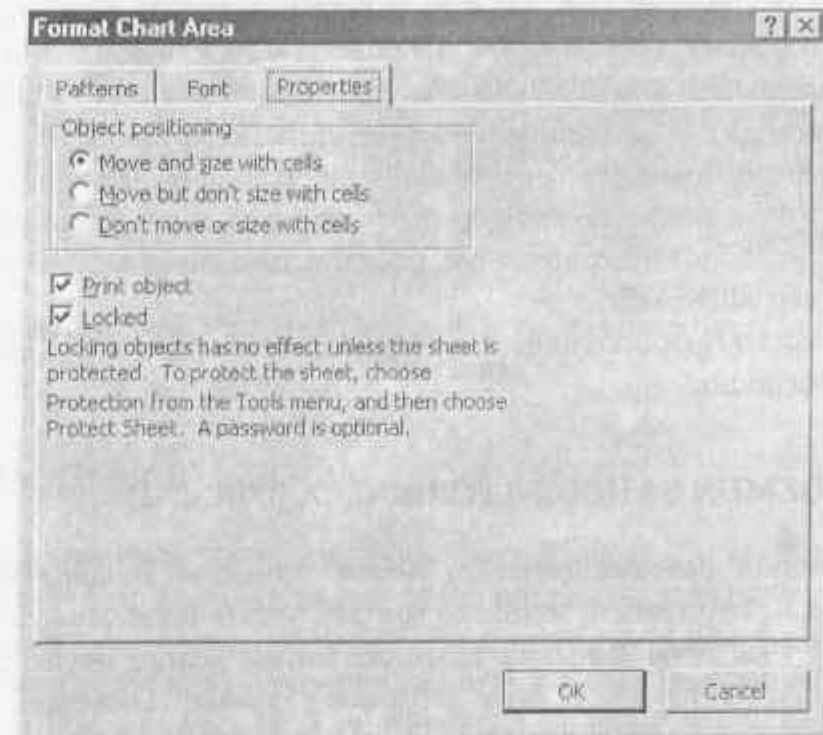 Format Chart Area
Patterns Font Properties
Object positioning
Move and size with cells
Move but don't size with cells
Don't move or size with cells
Print object
Locked
Locking objects has no effect unless the sheet is
protected. To protect the sheet, choose
Protection from the Tools menu, and then choose
Protect Sheet. A password is optional.
OK Cancel